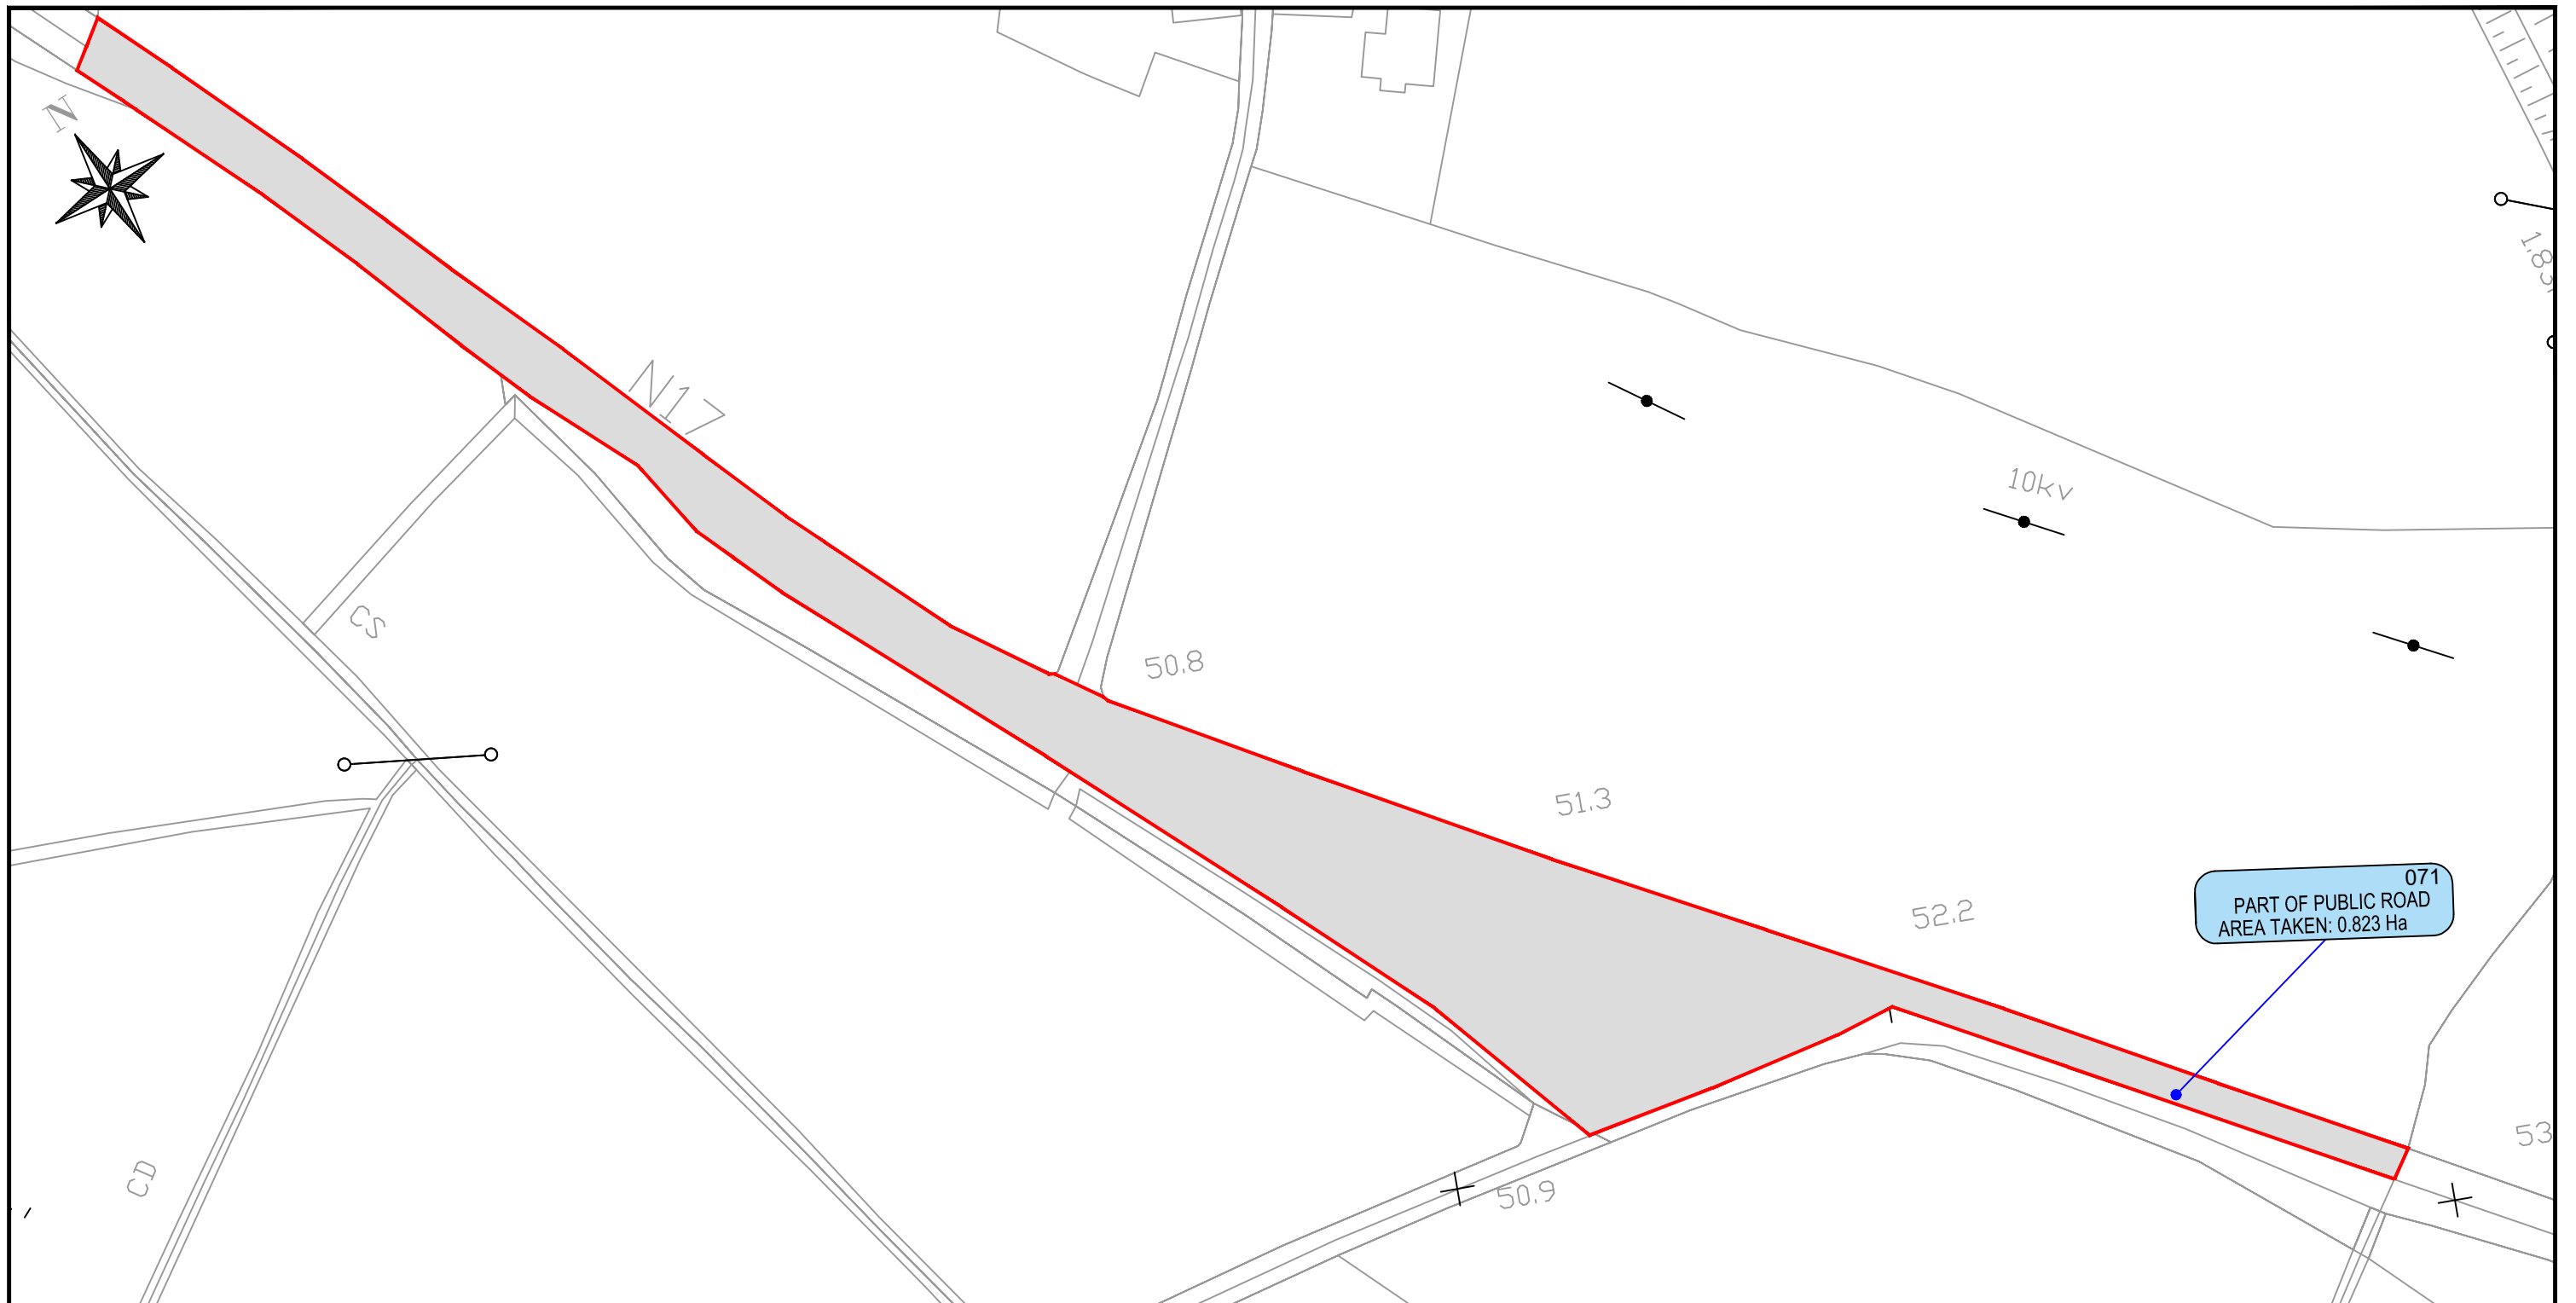 N
N17
10kv
CS
50.8
51.3
071
PART OF PUBLIC ROAD
AREA TAKEN: 0.823 Ha
52.2
53
CD
50.9